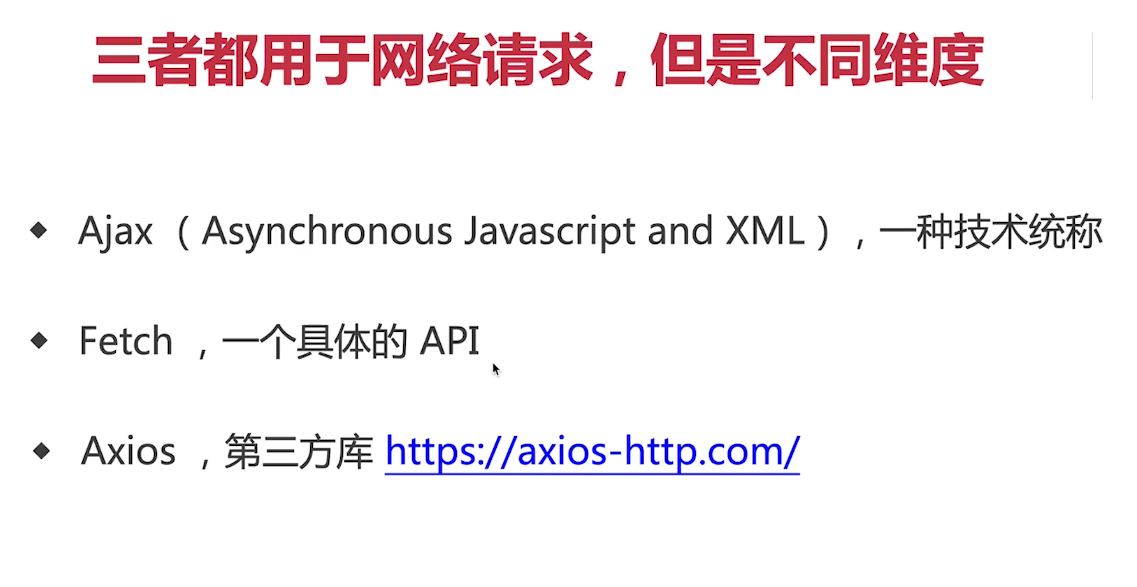 三者都用于网络请求，但是不同维度
◆ Ajax （ Asynchronous Javascript and XML ），一种技术统称
◆ Fetch ，一个具体的 API
◆ Axios ，第三方库 https://axios-http.com/